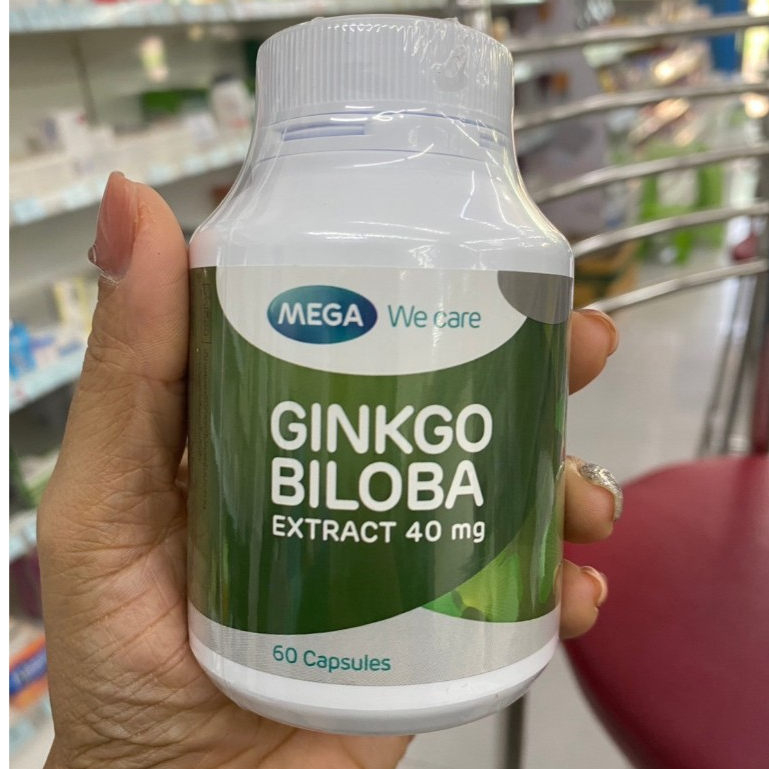 MEGA We care
GINKGO
BILOBA
EXTRACT 40 mg
60 Capsules